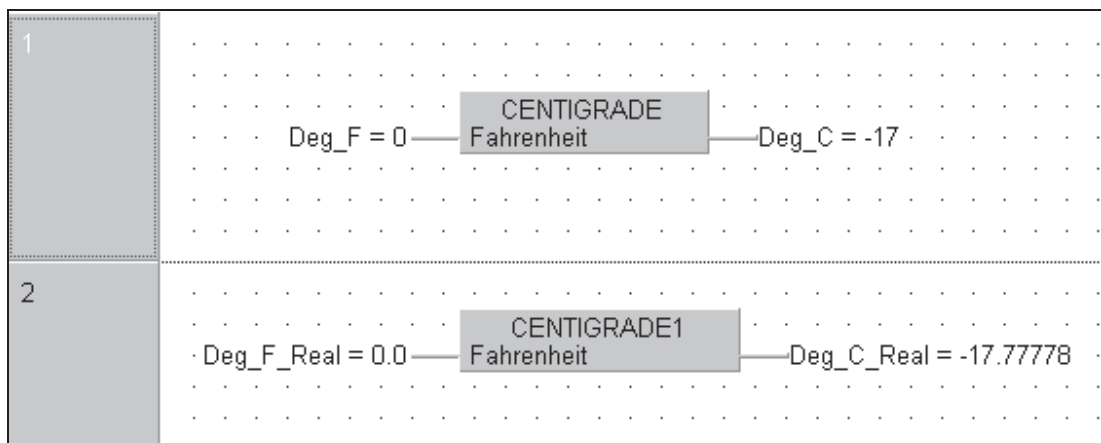 1
CENTIGRADE
Deg_F = 0 Fahrenheit Deg_C = -17
2
CENTIGRADE1
Deg_F_Real = 0.0 Fahrenheit Deg_C_Real = -17.77778